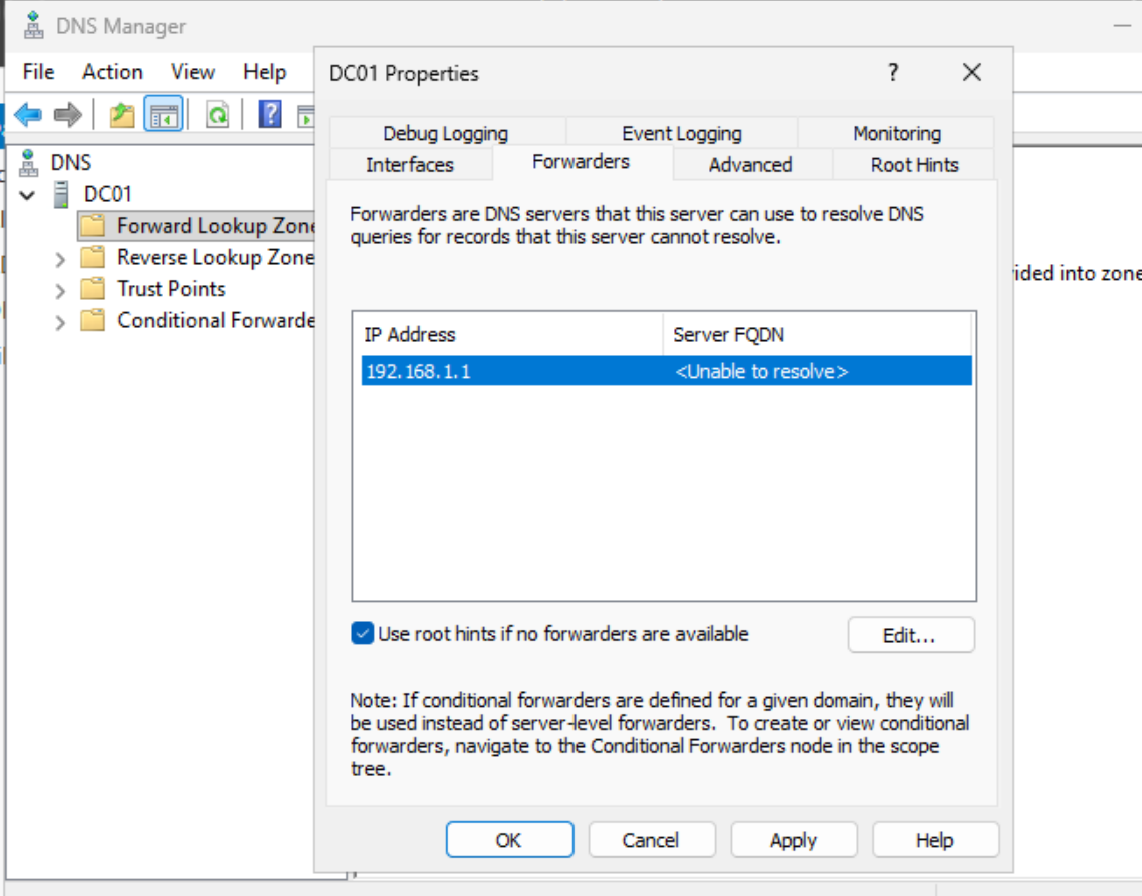 DNS Manager
File Action View Help
DNS
DC01
Forward Lookup Zone
Reverse Lookup Zone
Trust Points
Conditional Forwarde
vided into zone
DC01 Properties
?
Debug Logging Event Logging Monitoring
Interfaces Forwarders Advanced Root Hints
Forwarders are DNS servers that this server can use to resolve DNS
queries for records that this server cannot resolve.
IP Address Server FQDN
192.168.1.1 <Unable to resolve>
Use root hints if no forwarders are available
Edit...
Note: If conditional forwarders are defined for a given domain, they will
be used instead of server-level forwarders. To create or view conditional
forwarders, navigate to the Conditional Forwarders node in the scope
tree.
OK Cancel Apply Help